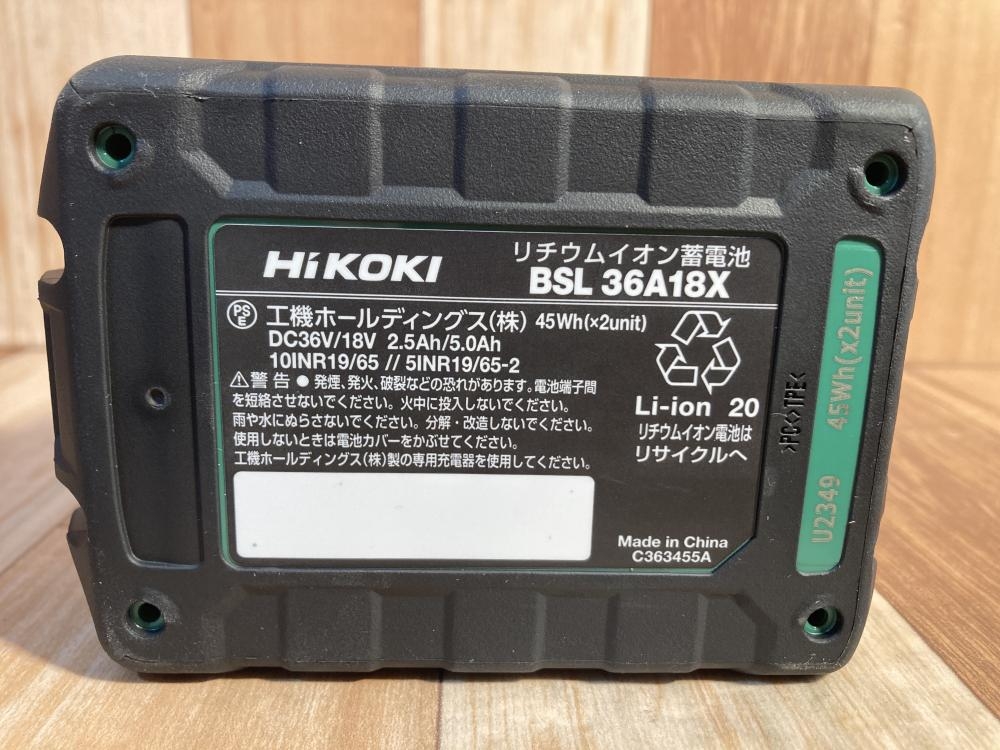 HiKOKI
リチウムイオン蓄電池
BSL 36A18X
PS
E
工機ホールディングス(株) 45Wh(×2unit)
DC36V/18V 2.5Ah/5.0Ah
10INR19/65 // 5INR19/65-2
⚠警告 ● 発煙、発火、破裂などの恐れがあります。電池端子間
を短絡させないでください。火中に投入しないでください。
雨や水にぬらさないでください。分解・改造しないでください。
使用しないときは電池カバーをかぶせてください。
工機ホールディングス(株)製の専用充電器を使用してください。
Li-ion 20
リチウムイオン電池は
リサイクルへ
Made in China
C363455A
>PC<>TPE<
U2349 45Wh(x2unit)